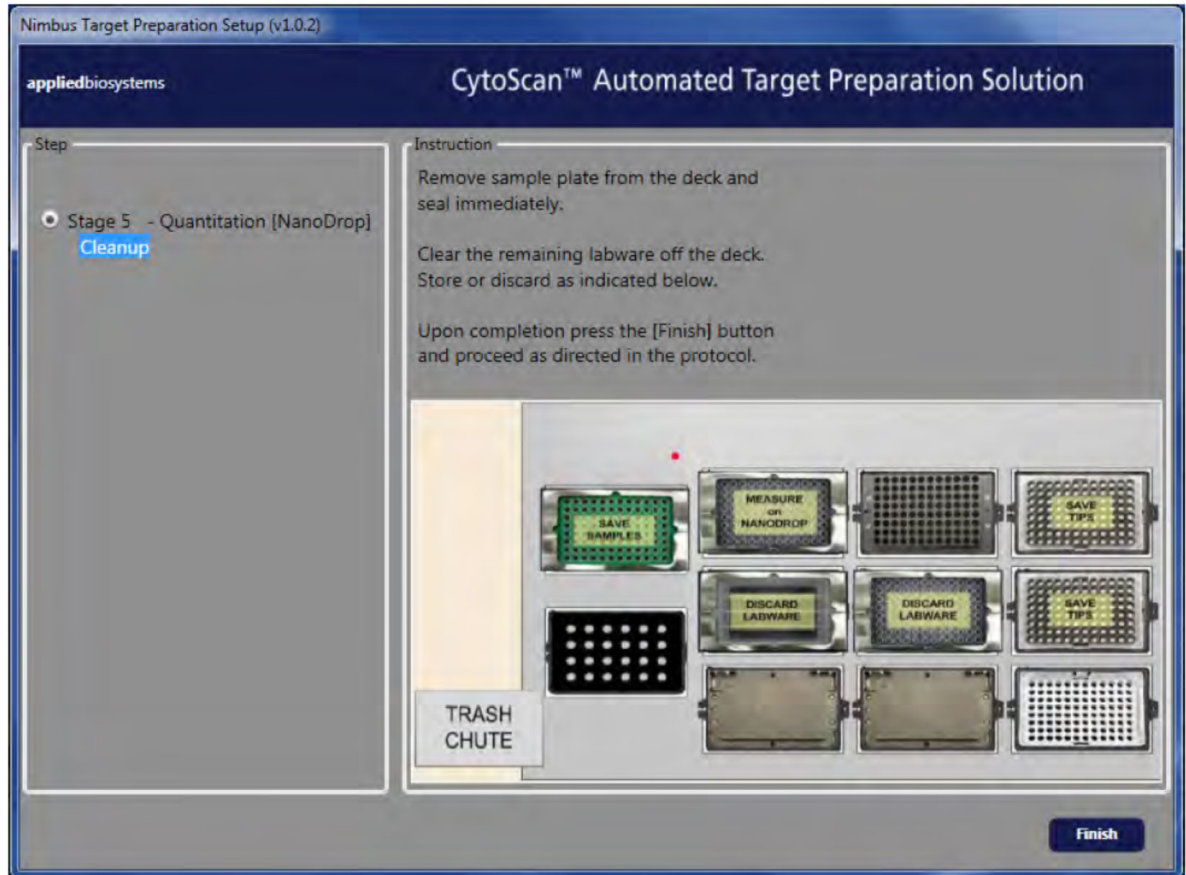 Nimbus Target Preparation Setup (v1.0.2)
appliedbiosystems
CytoScan™ Automated Target Preparation Solution
Step
Stage 5 - Quantitation [NanoDrop]
Cleanup
Instruction
Remove sample plate from the deck and
seal immediately.
Clear the remaining labware off the deck.
Store or discard as indicated below.
Upon completion press the [Finish] button
and proceed as directed in the protocol.
SAVE
SAMPLES
MEASURE
on
NANODROP
SAVE
TIPS
DISCARD
LABWARE
DISCARD
LABWARE
SAVE
TIPS
TRASH
CHUTE
Finish